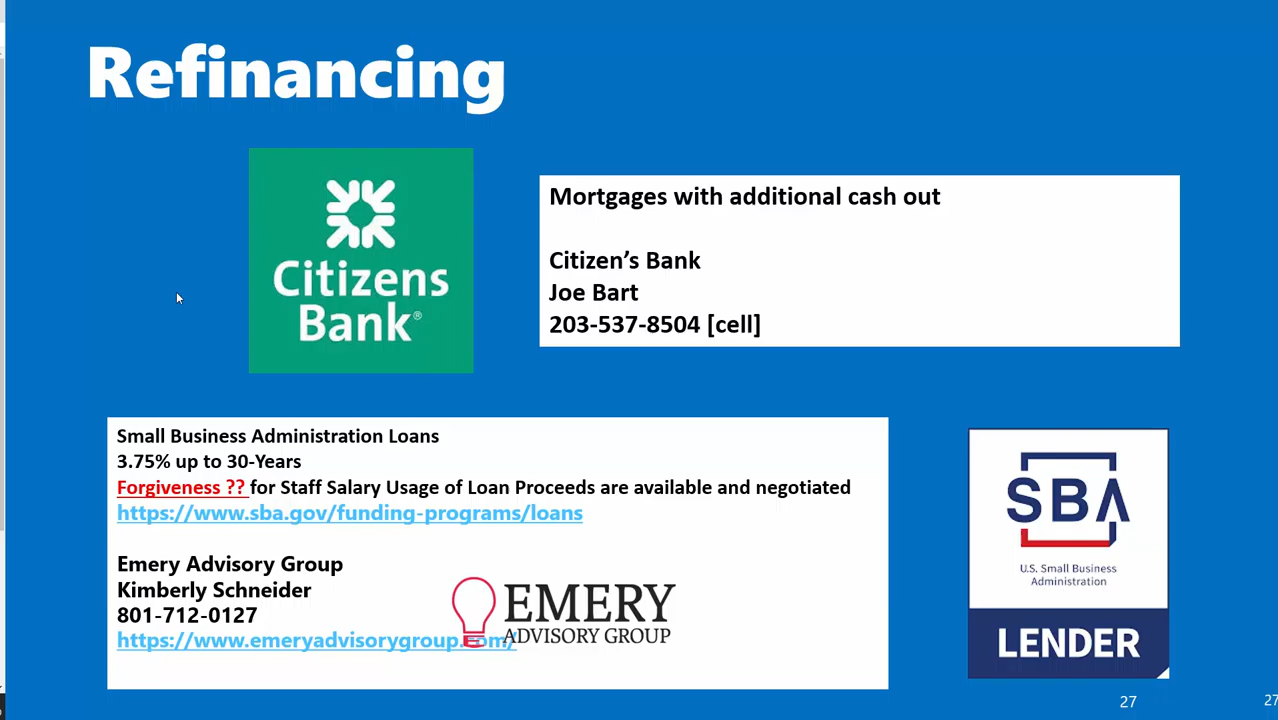 Refinancing
Citizens
Bank®
Mortgages with additional cash out
Citizen’s Bank
Joe Bart
203-537-8504 [cell]
Small Business Administration Loans
3.75% up to 30-Years
Forgiveness ?? for Staff Salary Usage of Loan Proceeds are available and negotiated
https://www.sba.gov/funding-programs/loans
Emery Advisory Group
Kimberly Schneider
801-712-0127
https://www.emeryadvisorygroup.com/
EMERY
ADVISORY GROUP
SBA
U.S. Small Business
Administration
LENDER
27
27